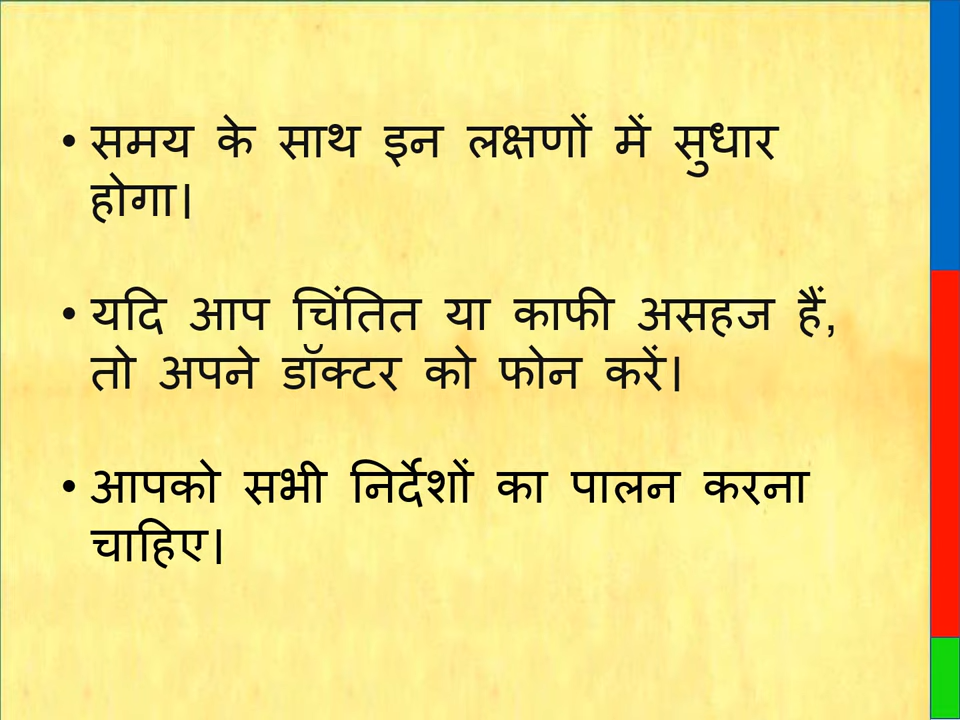 • समय के साथ इन लक्षणों में सुधार
होगा।
• यदि आप चिंतित या काफी असहज हैं,
तो अपने डॉक्टर को फोन करें।
• आपको सभी निर्देशों का पालन करना
चाहिए।